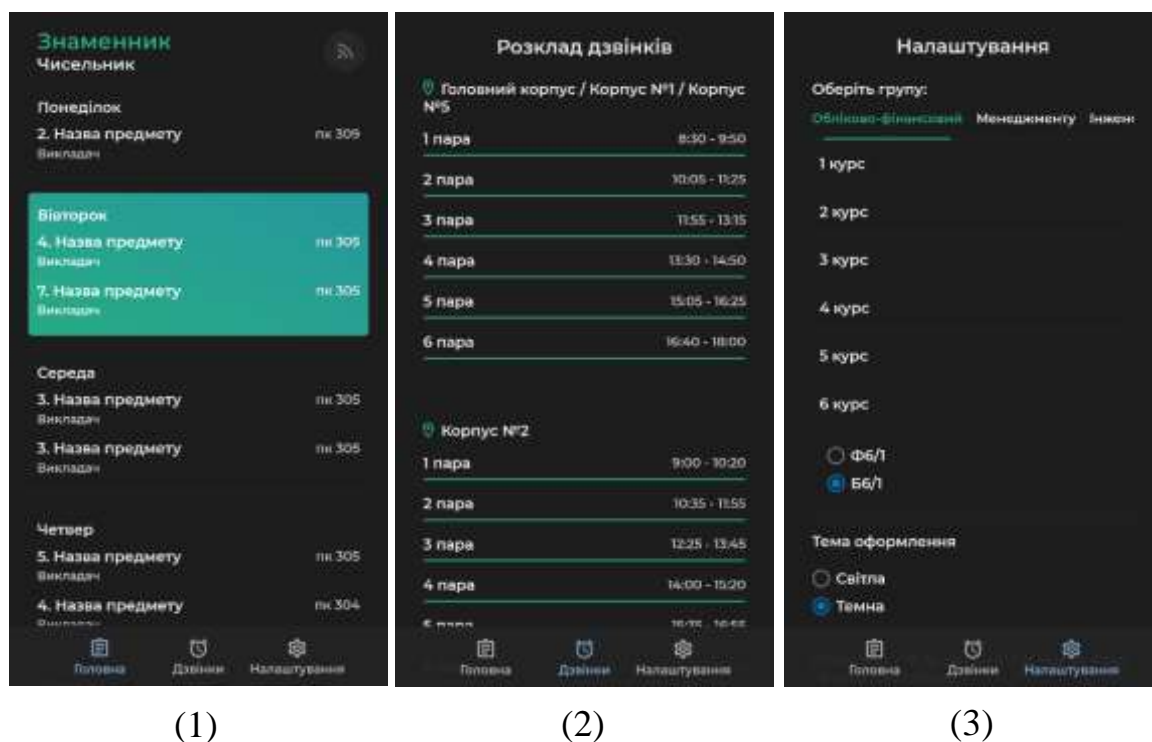 Знаменник
Чисельник
Понеділок
2. Назва предмету пк 309
Викладач
Вівторок
4. Назва предмету пк 305
Викладач
7. Назва предмету пк 305
Викладач
Середа
3. Назва предмету пк 305
Викладач
3. Назва предмету пк 305
Викладач
Четвер
5. Назва предмету пк 305
Викладач
4. Назва предмету пк 304
Викладач
Головна Дзвінки Налаштування
(1)
Розклад дзвінків
Головний корпус / Корпус №1 / Корпус
№5
1 пара 8:30 - 9:50
2 пара 10:05 - 11:25
3 пара 11:55 - 13:15
4 пара 13:30 - 14:50
5 пара 15:05 - 16:25
6 пара 16:40 - 18:00
Корпус №2
1 пара 9:00 - 10:20
2 пара 10:35 - 11:55
3 пара 12:25 - 13:45
4 пара 14:00 - 15:20
5 пара
Головна Дзвінки Налаштування
(2)
Налаштування
Оберіть групу:
Обліково-фінансовий Менеджменту Інжен
1 курс
2 курс
3 курс
4 курс
5 курс
6 курс
Ф6/1
Б6/1
Тема оформлення
Світла
Темна
Головна Дзвінки Налаштування
(3)